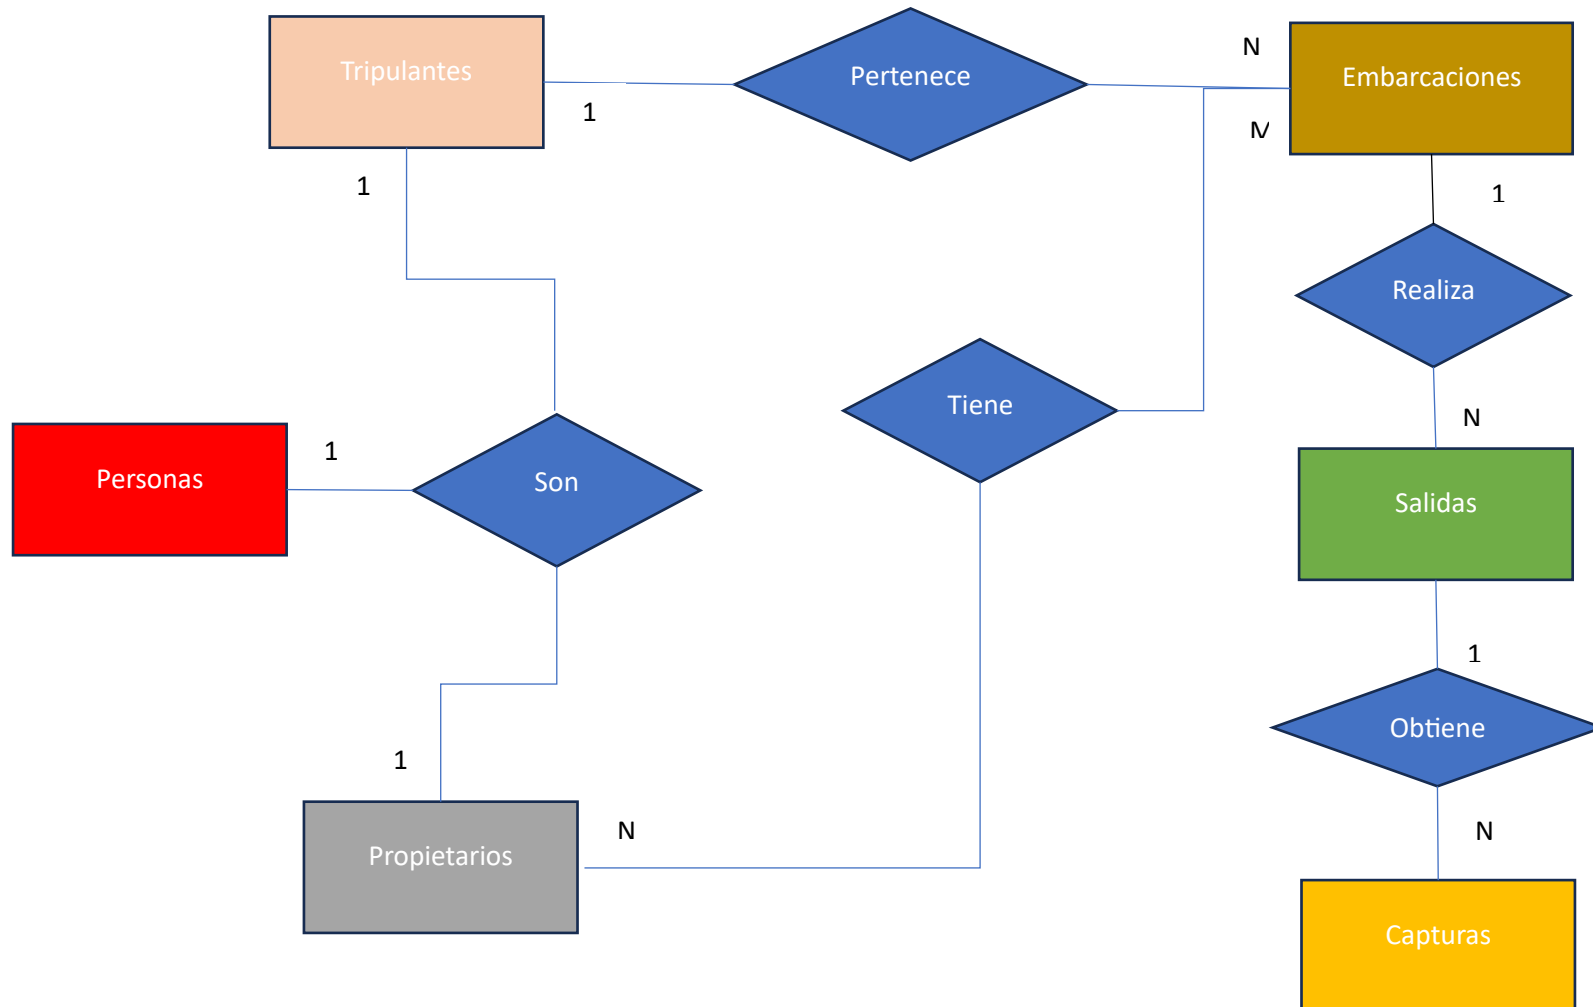 Tripulantes
Pertenece
N
Embarcaciones
1
M
1
1
Realiza
Tiene
N
Personas
1
Son
Salidas
1
Obtiene
1
N
N
Propietarios
Capturas